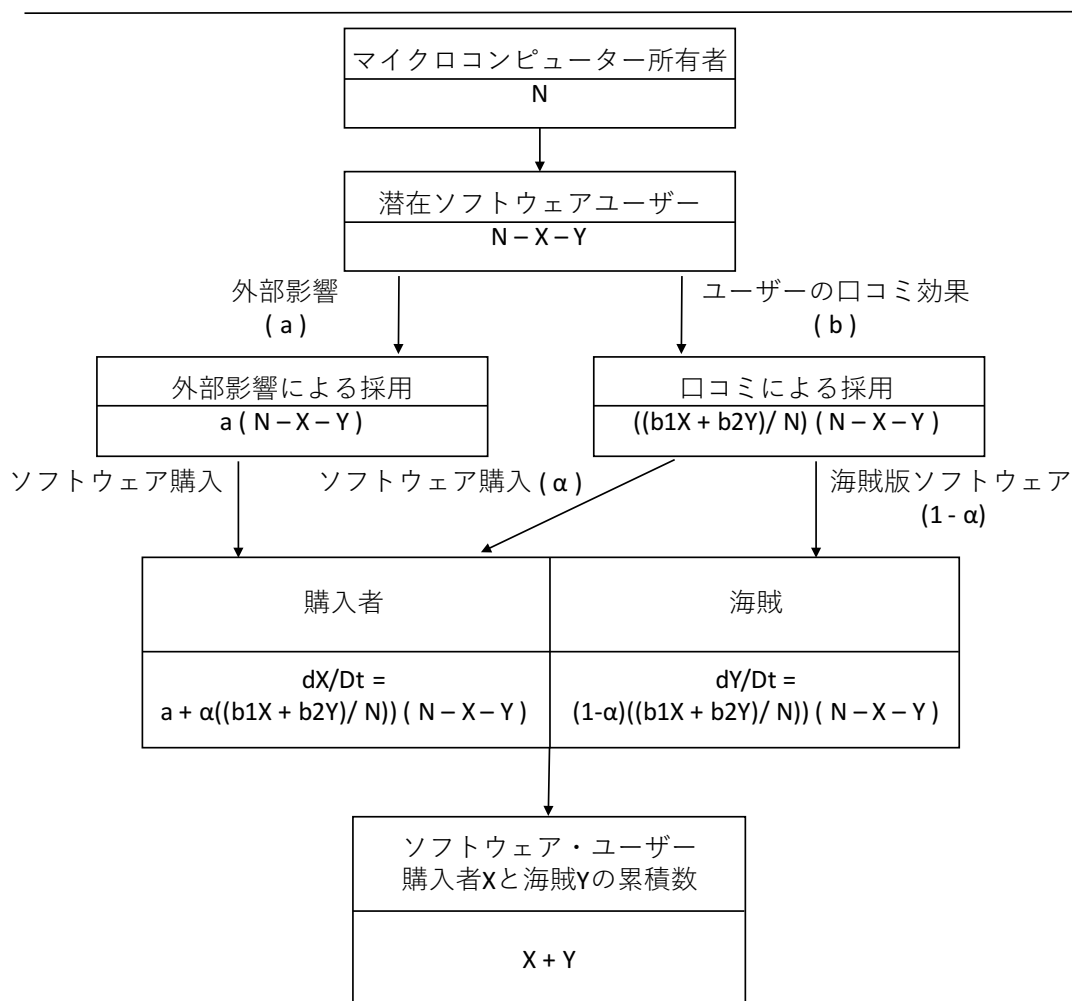 マイクロコンピューター所有者
N
潜在ソフトウェアユーザー
N – X – Y
外部影響
( a )
ユーザーの口コミ効果
( b )
外部影響による採用
a ( N – X – Y )
口コミによる採用
((b1X + b2Y)/ N) ( N – X – Y )
ソフトウェア購入
ソフトウェア購入 ( α )
海賊版ソフトウェア
(1 - α)
購入者
海賊
dX/Dt =
a + α((b1X + b2Y)/ N)) ( N – X – Y )
dY/Dt =
(1-α)((b1X + b2Y)/ N)) ( N – X – Y )
ソフトウェア・ユーザー
購入者Xと海賊Yの累積数
X + Y